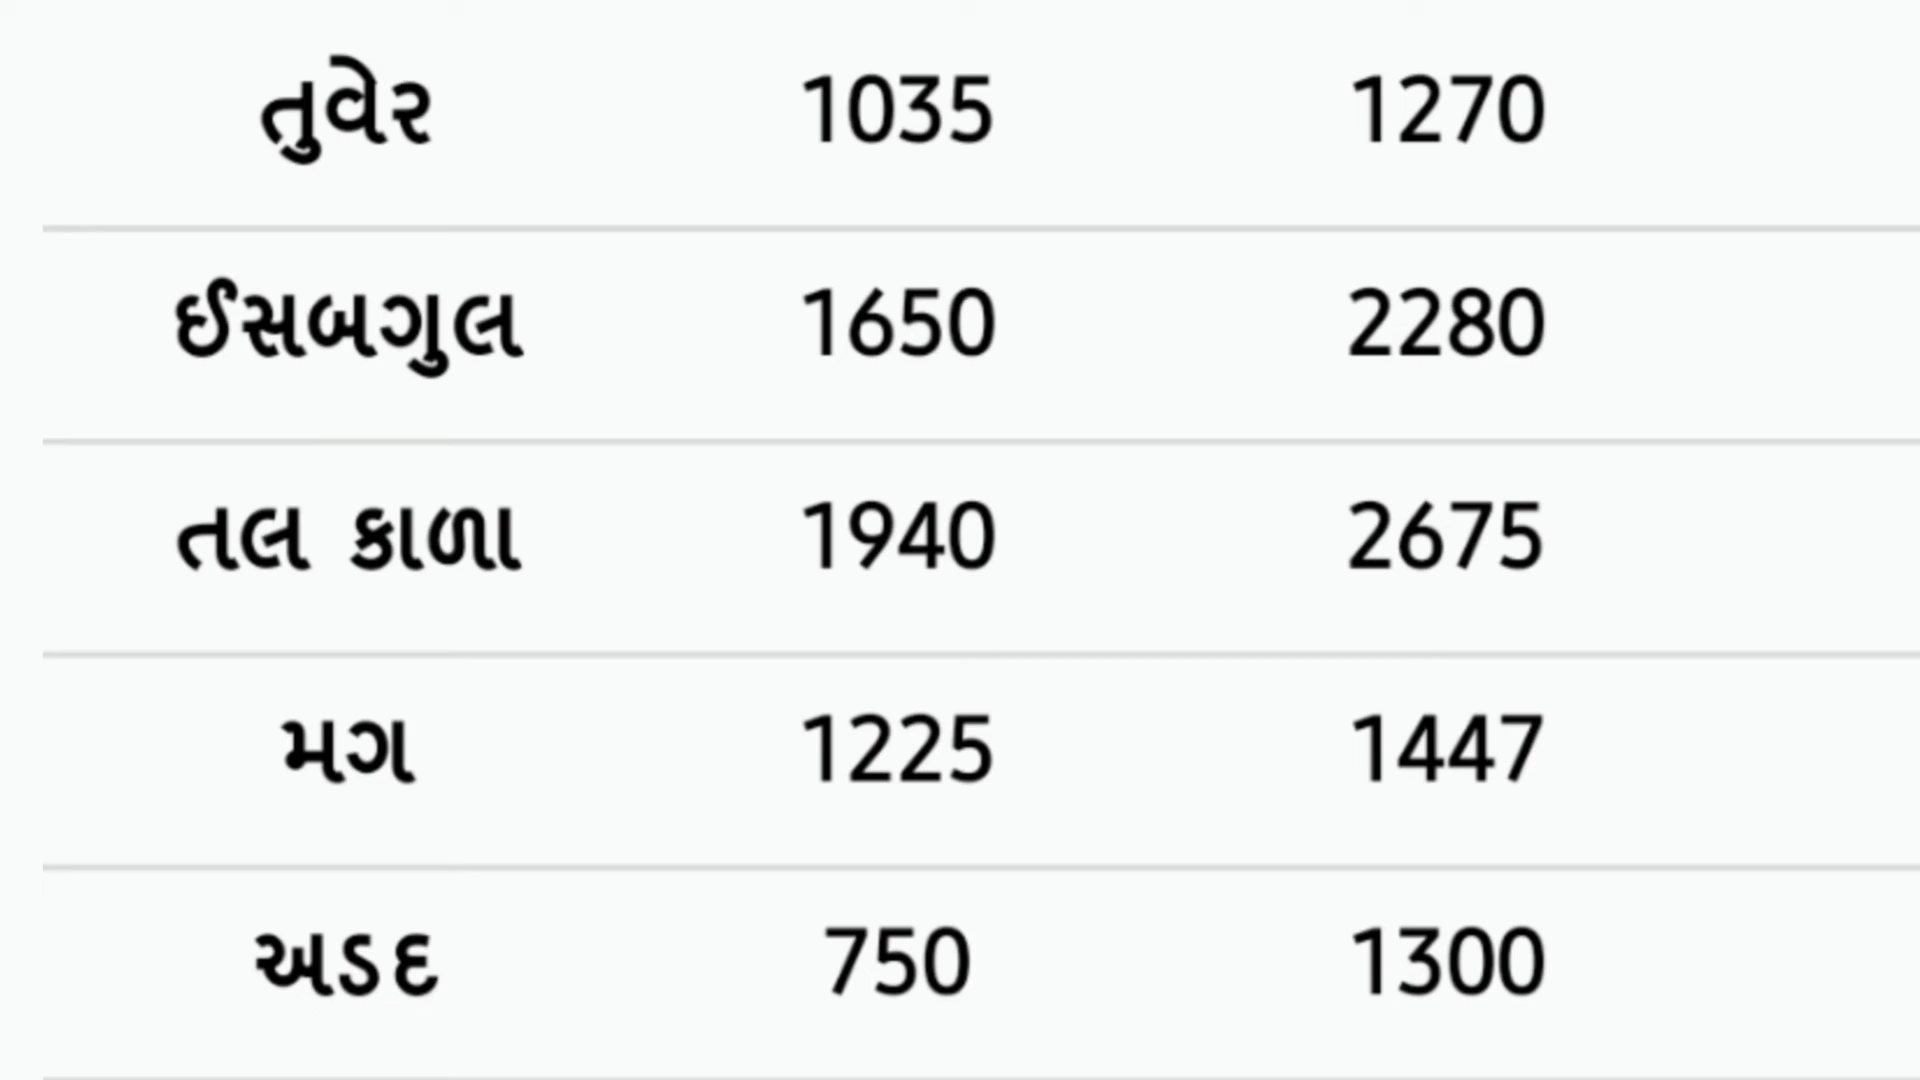 તુવેર 1035 1270
ઈસબગુલ 1650 2280
તલ કાળા 1940 2675
મગ 1225 1447
અડદ 750 1300